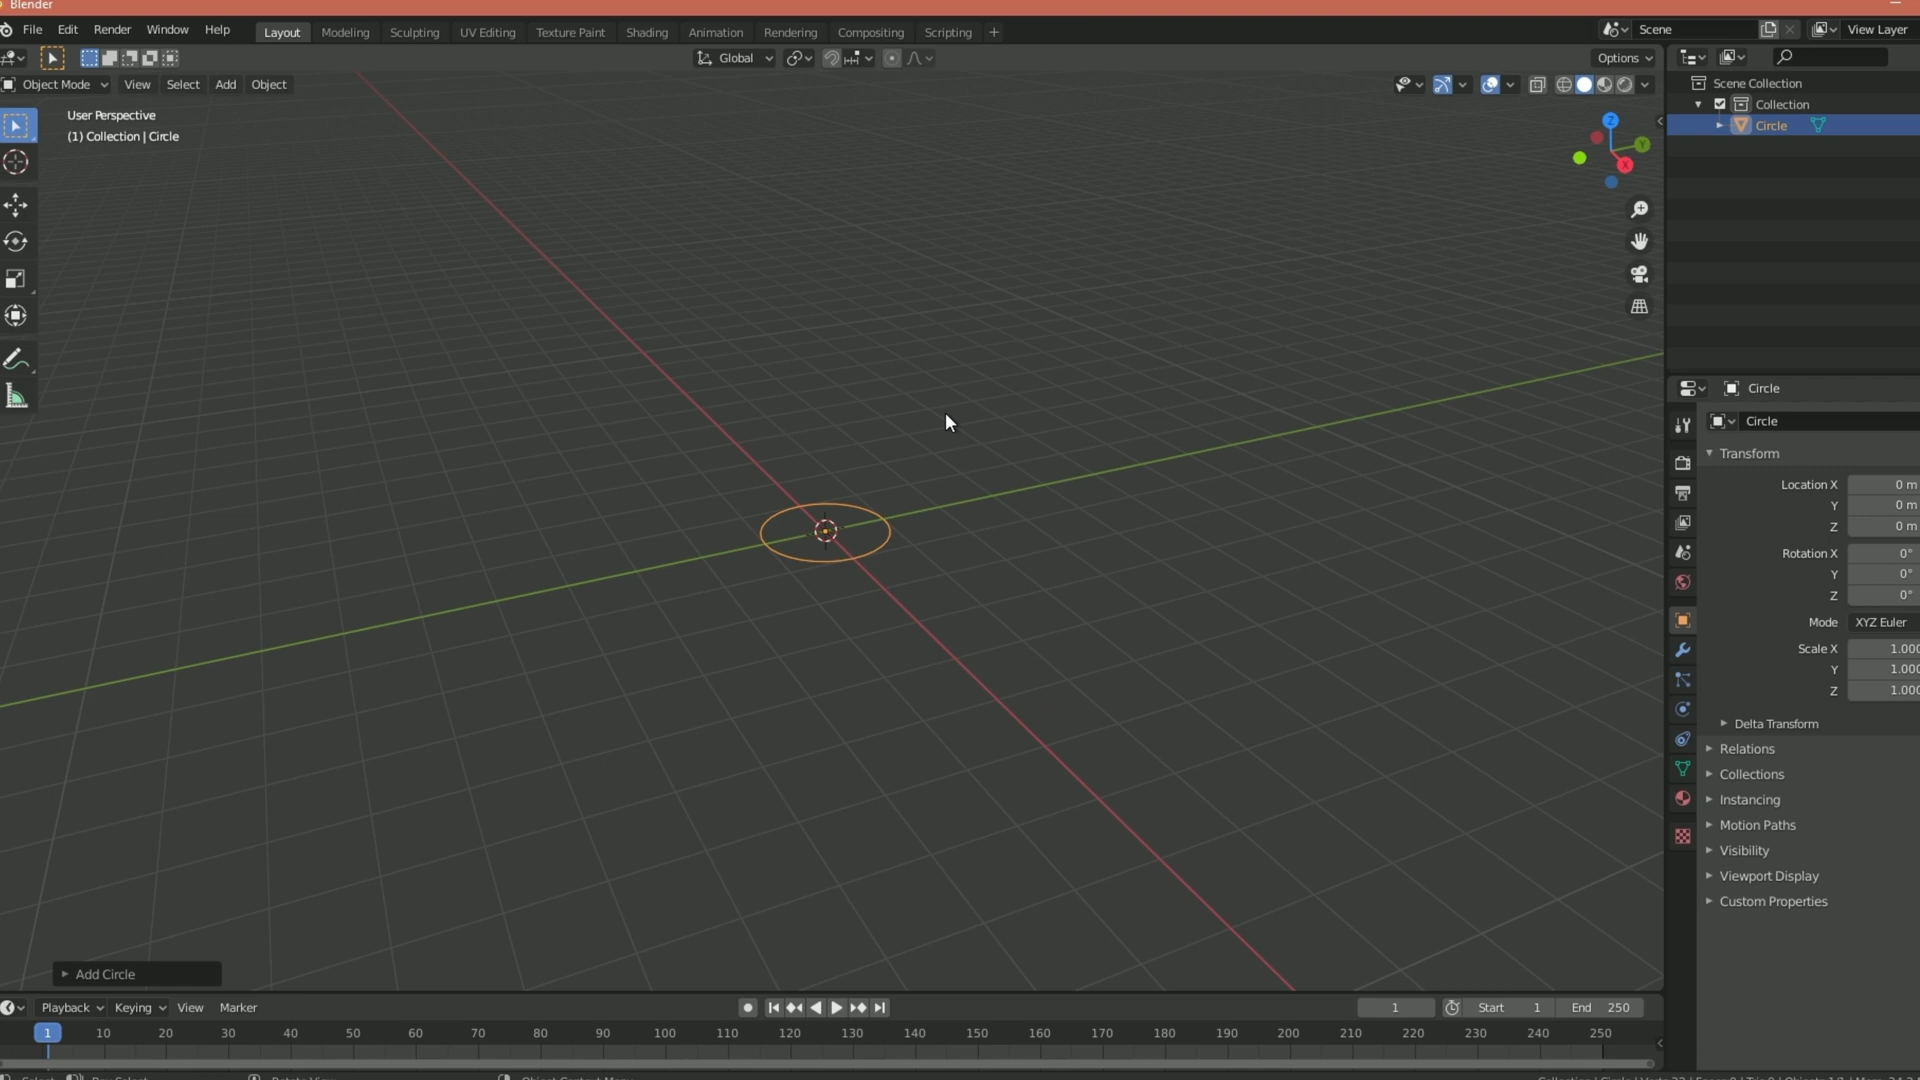 Blender
File Edit Render Window Help
Layout Modeling Sculpting UV Editing Texture Paint Shading Animation Rendering Compositing Scripting +
Scene
View Layer
Global
Options
Object Mode View Select Add Object
User Perspective
(1) Collection | Circle
Z
Y
X
Scene Collection
Collection
Circle
Circle
Circle
Transform
Location X 0 m
Y 0 m
Z 0 m
Rotation X 0°
Y 0°
Z 0°
Mode XYZ Euler
Scale X 1.000
Y 1.000
Z 1.000
Delta Transform
Relations
Collections
Instancing
Motion Paths
Visibility
Viewport Display
Custom Properties
Add Circle
Playback Keying View Marker
1 Start 1 End 250
1 10 20 30 40 50 60 70 80 90 100 110 120 130 140 150 160 170 180 190 200 210 220 230 240 250